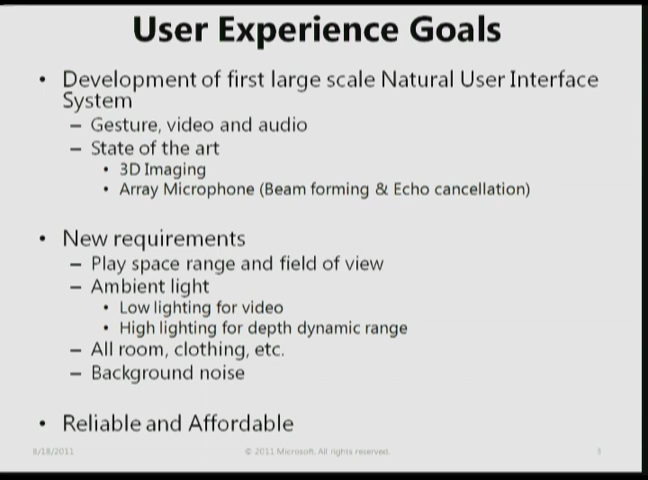 User Experience Goals
• Development of first large scale Natural User Interface
System
– Gesture, video and audio
– State of the art
• 3D Imaging
• Array Microphone (Beam forming & Echo cancellation)
• New requirements
– Play space range and field of view
– Ambient light
• Low lighting for video
• High lighting for depth dynamic range
– All room, clothing, etc.
– Background noise
• Reliable and Affordable
8/18/2011 © 2011 Microsoft. All rights reserved.